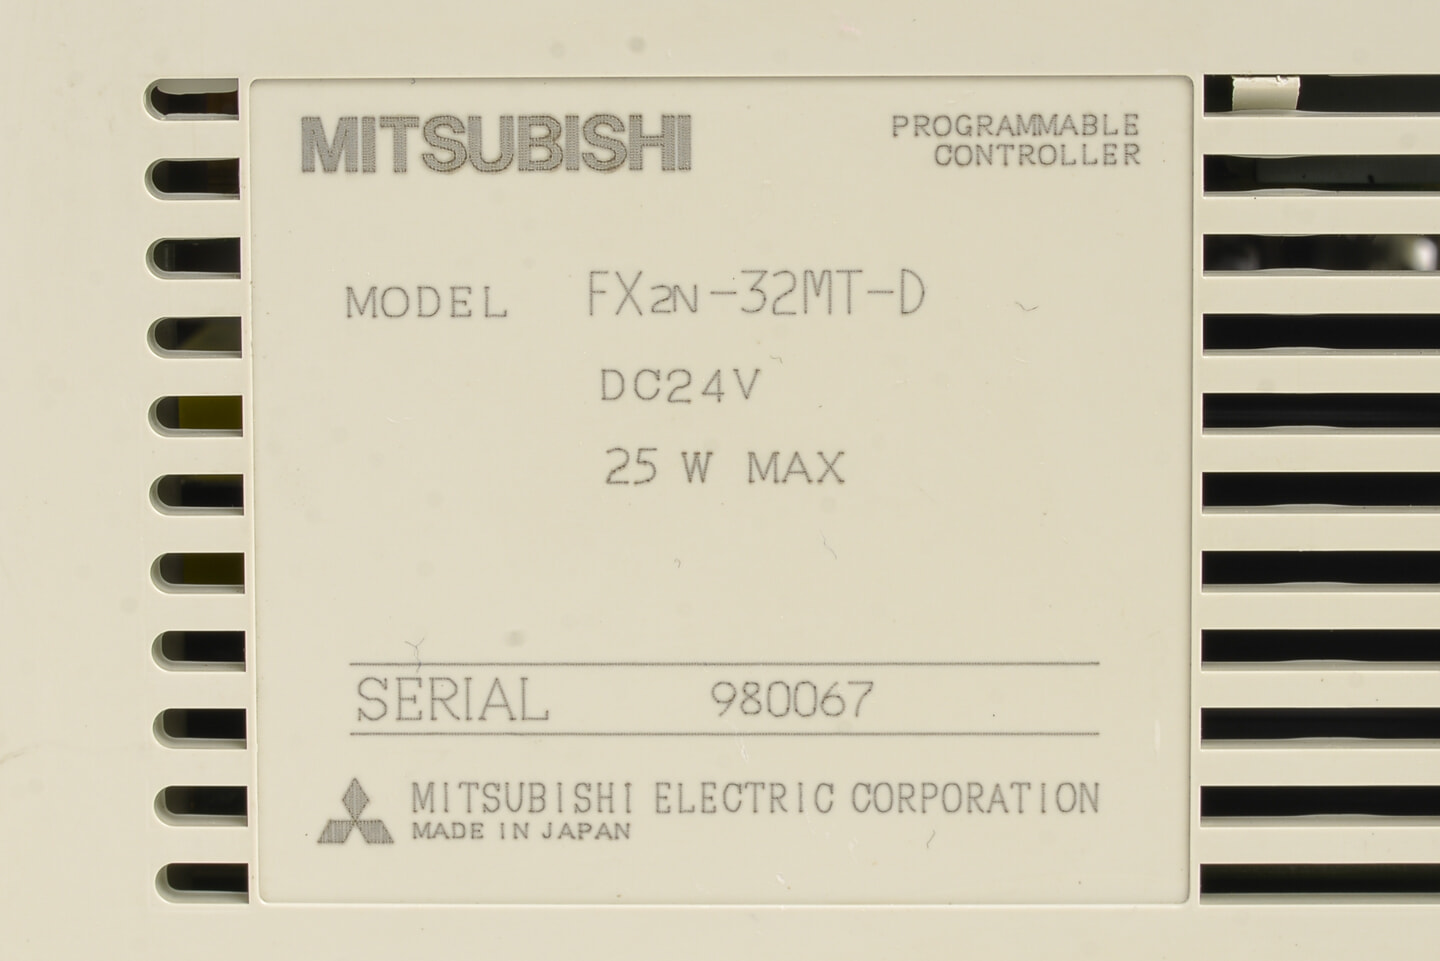 MITSUBISHI
PROGRAMMABLE
CONTROLLER
MODEL FX2N-32MT-D
DC24V
25 W MAX
SERIAL 980067
MITSUBISHI ELECTRIC CORPORATION
MADE IN JAPAN